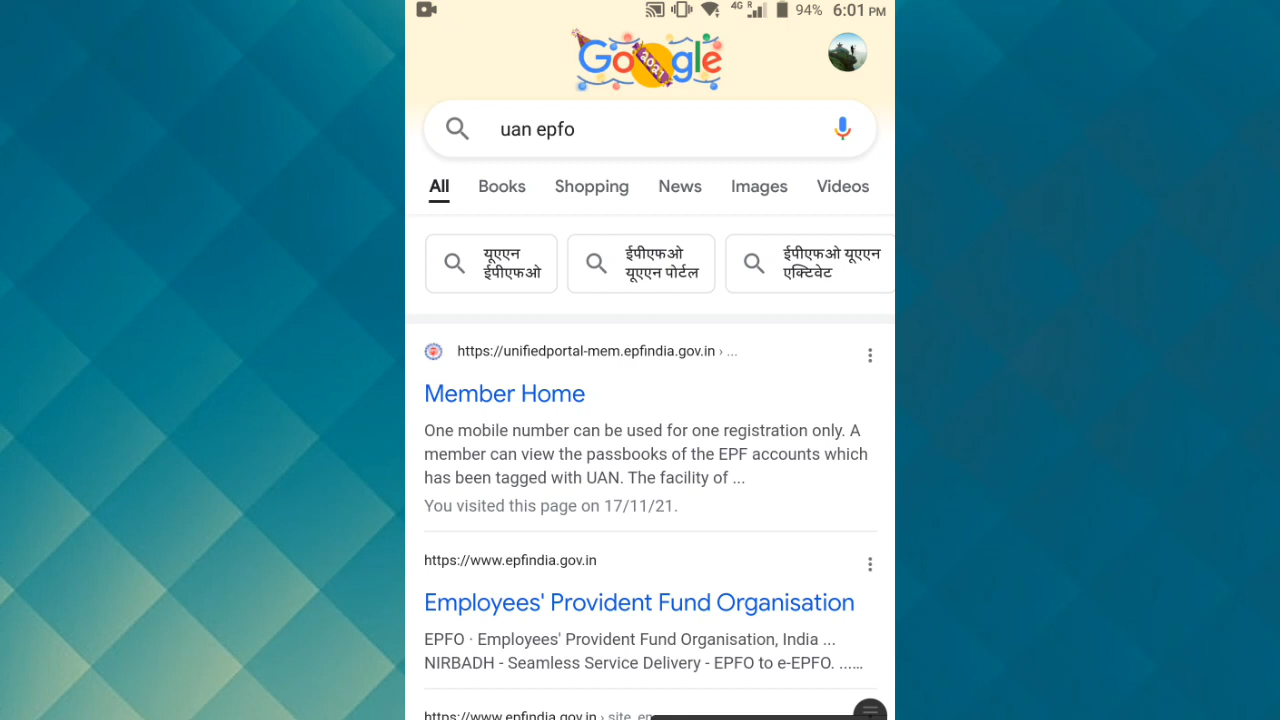 4G R 94% 6:01 PM
Google
2021
uan epfo
All Books Shopping News Images Videos
यूएएन
ईपीएफओ
ईपीएफओ
यूएएन पोर्टल
ईपीएफओ यूएएन
एक्टिवेट
https://unifiedportal-mem.epfindia.gov.in › ...
Member Home
One mobile number can be used for one registration only. A
member can view the passbooks of the EPF accounts which
has been tagged with UAN. The facility of ...
You visited this page on 17/11/21.
https://www.epfindia.gov.in
Employees' Provident Fund Organisation
EPFO · Employees' Provident Fund Organisation, India ...
NIRBADH - Seamless Service Delivery - EPFO to e-EPFO. ......
https://www.epfindia.gov.in › site_en